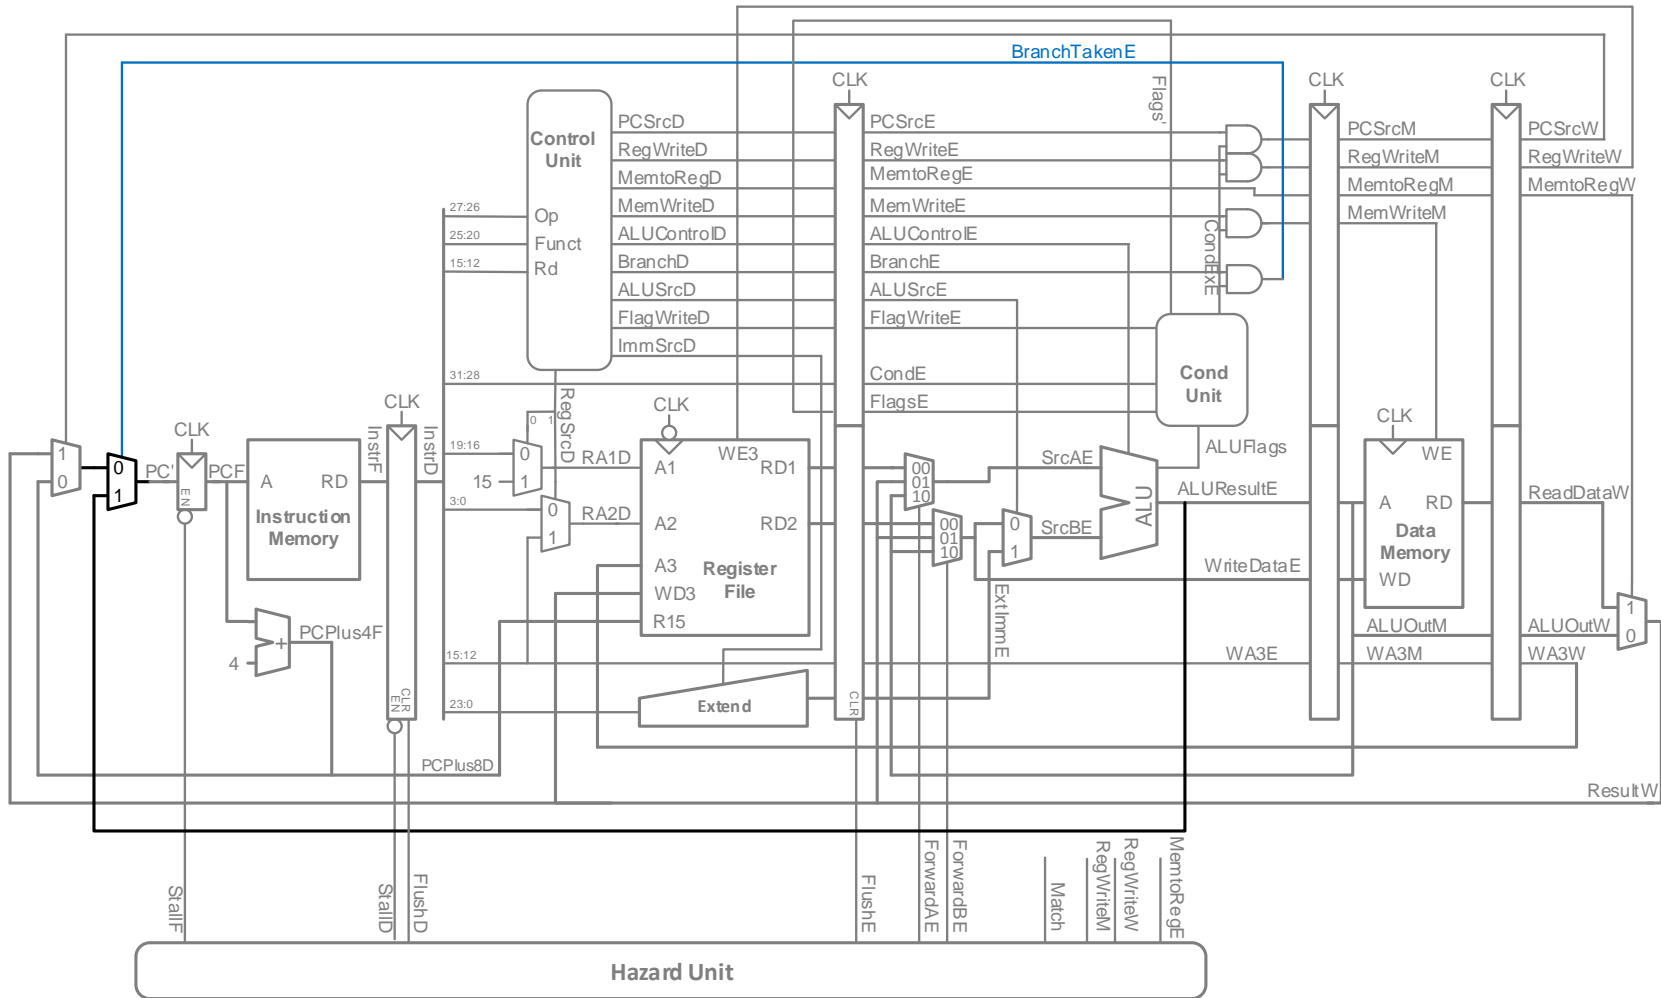 BranchTakenE
CLK
CLK
CLK
Flags'
Control
Unit
PCSrcD
PCSrcE
PCSrcM
PCSrcW
RegWriteD
RegWriteE
RegWriteM
RegWriteW
MemtoRegD
MemtoRegE
MemtoRegM
MemtoRegW
27:26
Op
MemWriteD
MemWriteE
MemWriteM
25:20
Funct
ALUControlD
ALUControlE
CondExE
15:12
Rd
BranchD
BranchE
ALUSrcD
ALUSrcE
FlagWriteD
FlagWriteE
ImmSrcD
31:28
CondE
Cond
Unit
FlagsE
CLK
CLK
CLK
CLK
RegSrcD
0 1
InstrF
InstrD
19:16
0
15
1
RA1D
A1
WE3
RD1
00
01
10
SrcAE
ALUFlags
WE
1
0
0
1
PC'
PCF
EN
A
RD
Instruction
Memory
3:0
0
1
RA2D
A2
RD2
00
01
10
0
1
SrcBE
ALU
ALUResultE
A
RD
Data
Memory
ReadDataW
A3
Register
File
WD3
R15
WriteDataE
WD
ExtImmE
1
0
PCPlus4F
+
4
ALUOutM
ALUOutW
15:12
WA3E
WA3M
WA3W
23:0
Extend
EN
CLR
CLR
PCPlus8D
ResultW
StallF
StallD
FlushD
FlushE
ForwardAE
ForwardBE
Match
RegWriteM
RegWriteW
MemtoRegE
Hazard Unit